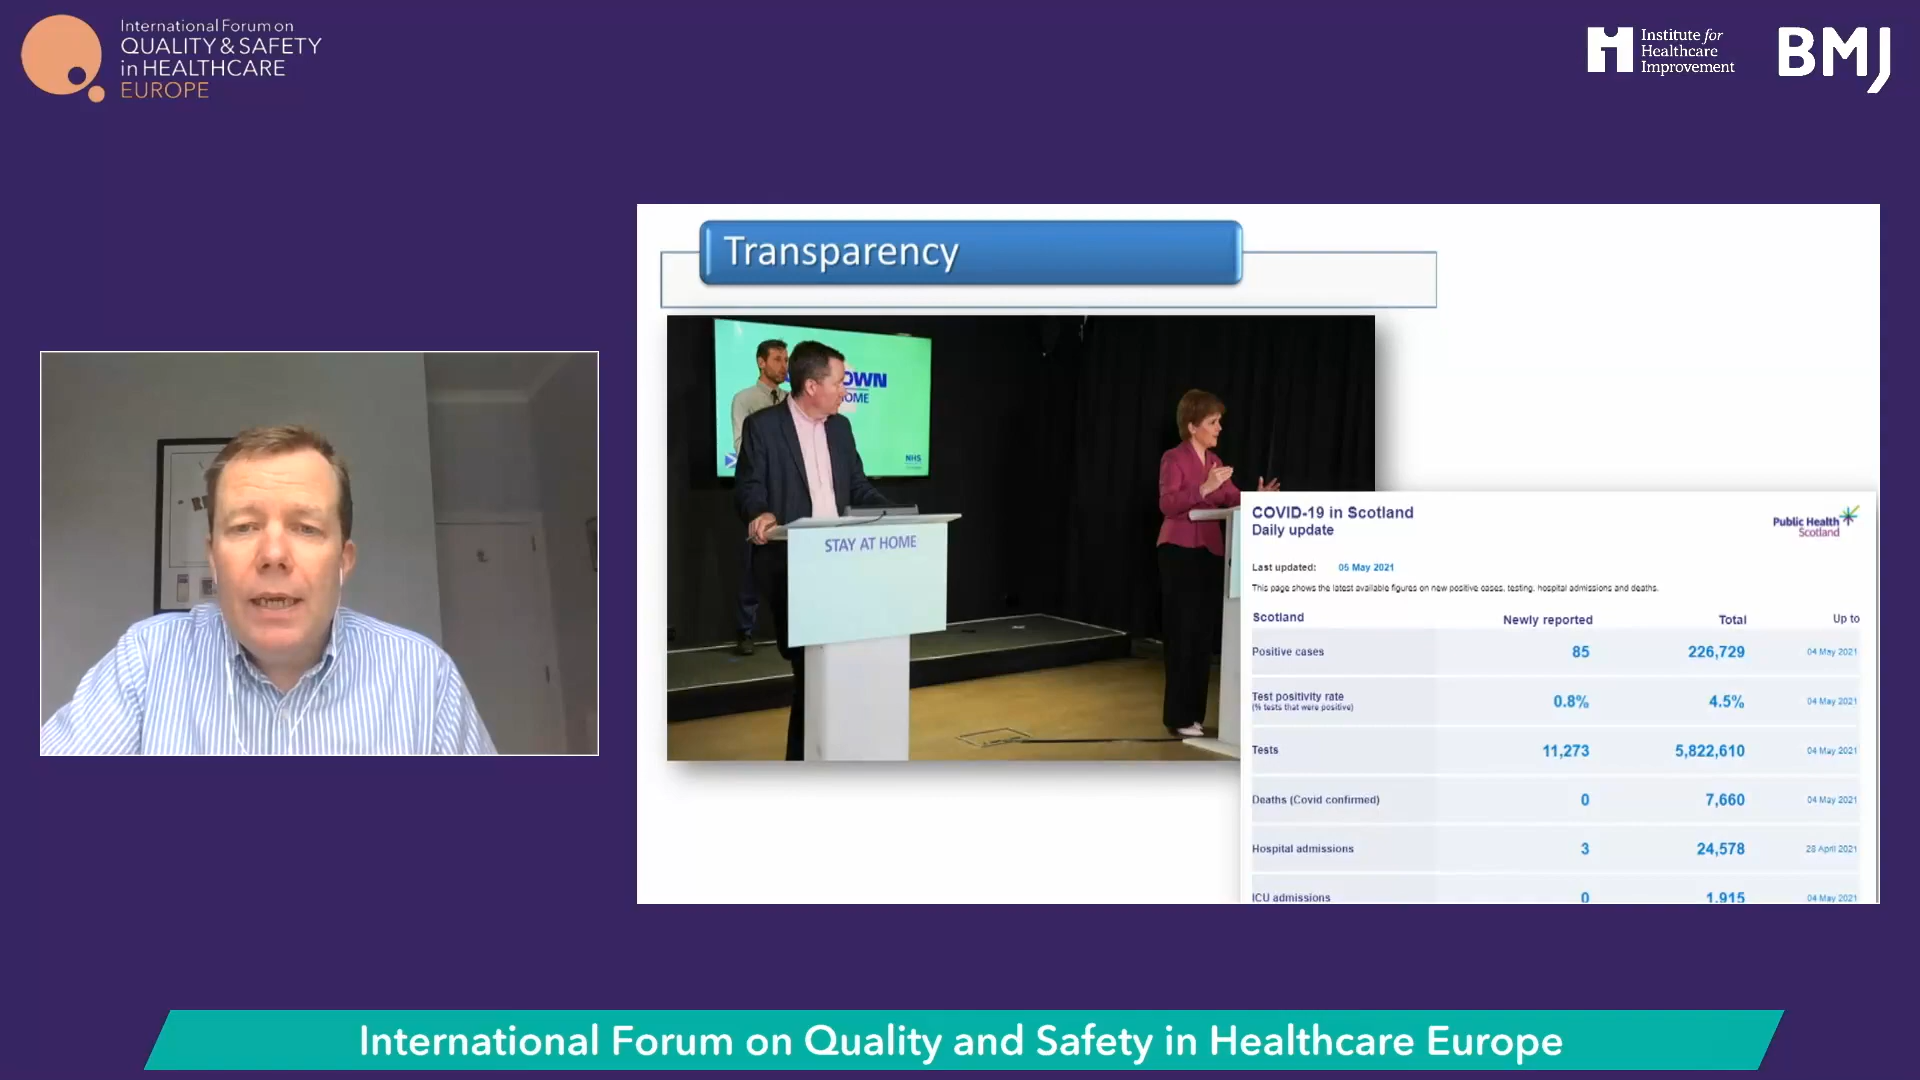 International Forum on
QUALITY & SAFETY
in HEALTHCARE
EUROPE
Institute for
Healthcare
Improvement
BMJ
Transparency
OWN
HOME
NHS
STAY AT HOME
COVID-19 in Scotland
Daily update
Public Health
Scotland
Last updated: 05 May 2021
This page shows the latest available figures on new positive cases, testing, hospital admissions and deaths.
Scotland Newly reported Total Up to
Positive cases 85 226,729 04 May 2021
Test positivity rate 0.8% 4.5% 04 May 2021
(% tests that were positive)
Tests 11,273 5,822,610 04 May 2021
Deaths (Covid confirmed) 0 7,660 04 May 2021
Hospital admissions 3 24,578 28 April 2021
ICU admissions 0 1,915 04 May 2021
International Forum on Quality and Safety in Healthcare Europe